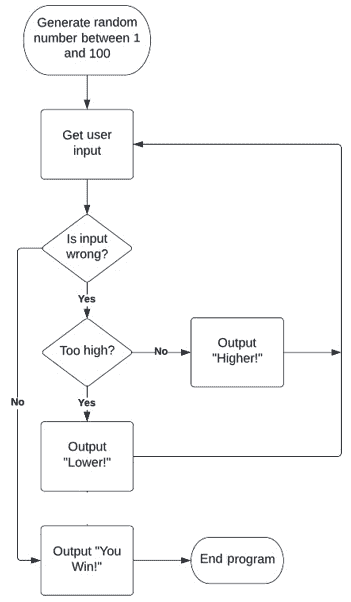 Generate random
number between 1
and 100
Get user
input
Is input
wrong?
Yes
Too high?
No
Output
"Higher!"
No
Yes
Output
"Lower!"
Output "You
Win!"
End program